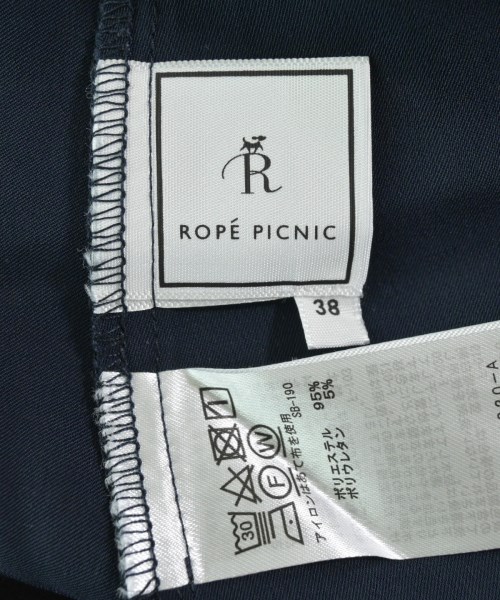 R
ROPÉ PICNIC
38
30
F W
アイロンはあて布を使用
SB-190
ポリエステル 95%
ポリウレタン 5%